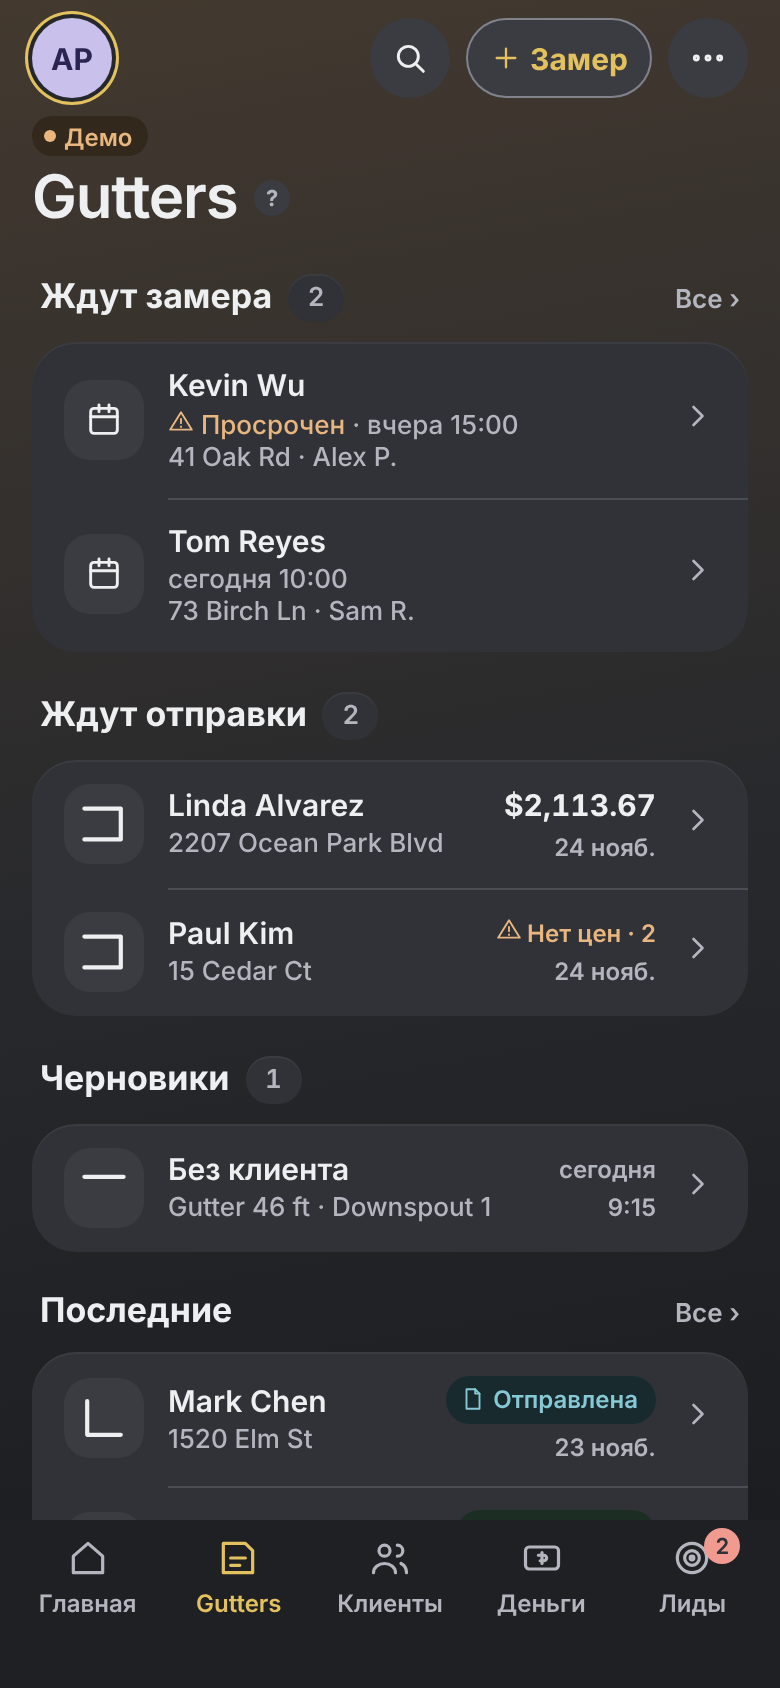 AP
+ Замер
Демо
Gutters ?
Ждут замера 2 Все ›
Kevin Wu
Просрочен · вчера 15:00
41 Oak Rd · Alex P.
Tom Reyes
сегодня 10:00
73 Birch Ln · Sam R.
Ждут отправки 2
Linda Alvarez $2,113.67
2207 Ocean Park Blvd 24 нояб.
Paul Kim Нет цен · 2
15 Cedar Ct 24 нояб.
Черновики 1
Без клиента сегодня
Gutter 46 ft · Downspout 1 9:15
Последние Все ›
Mark Chen Отправлена
1520 Elm St 23 нояб.
2
Главная Gutters Клиенты Деньги Лиды